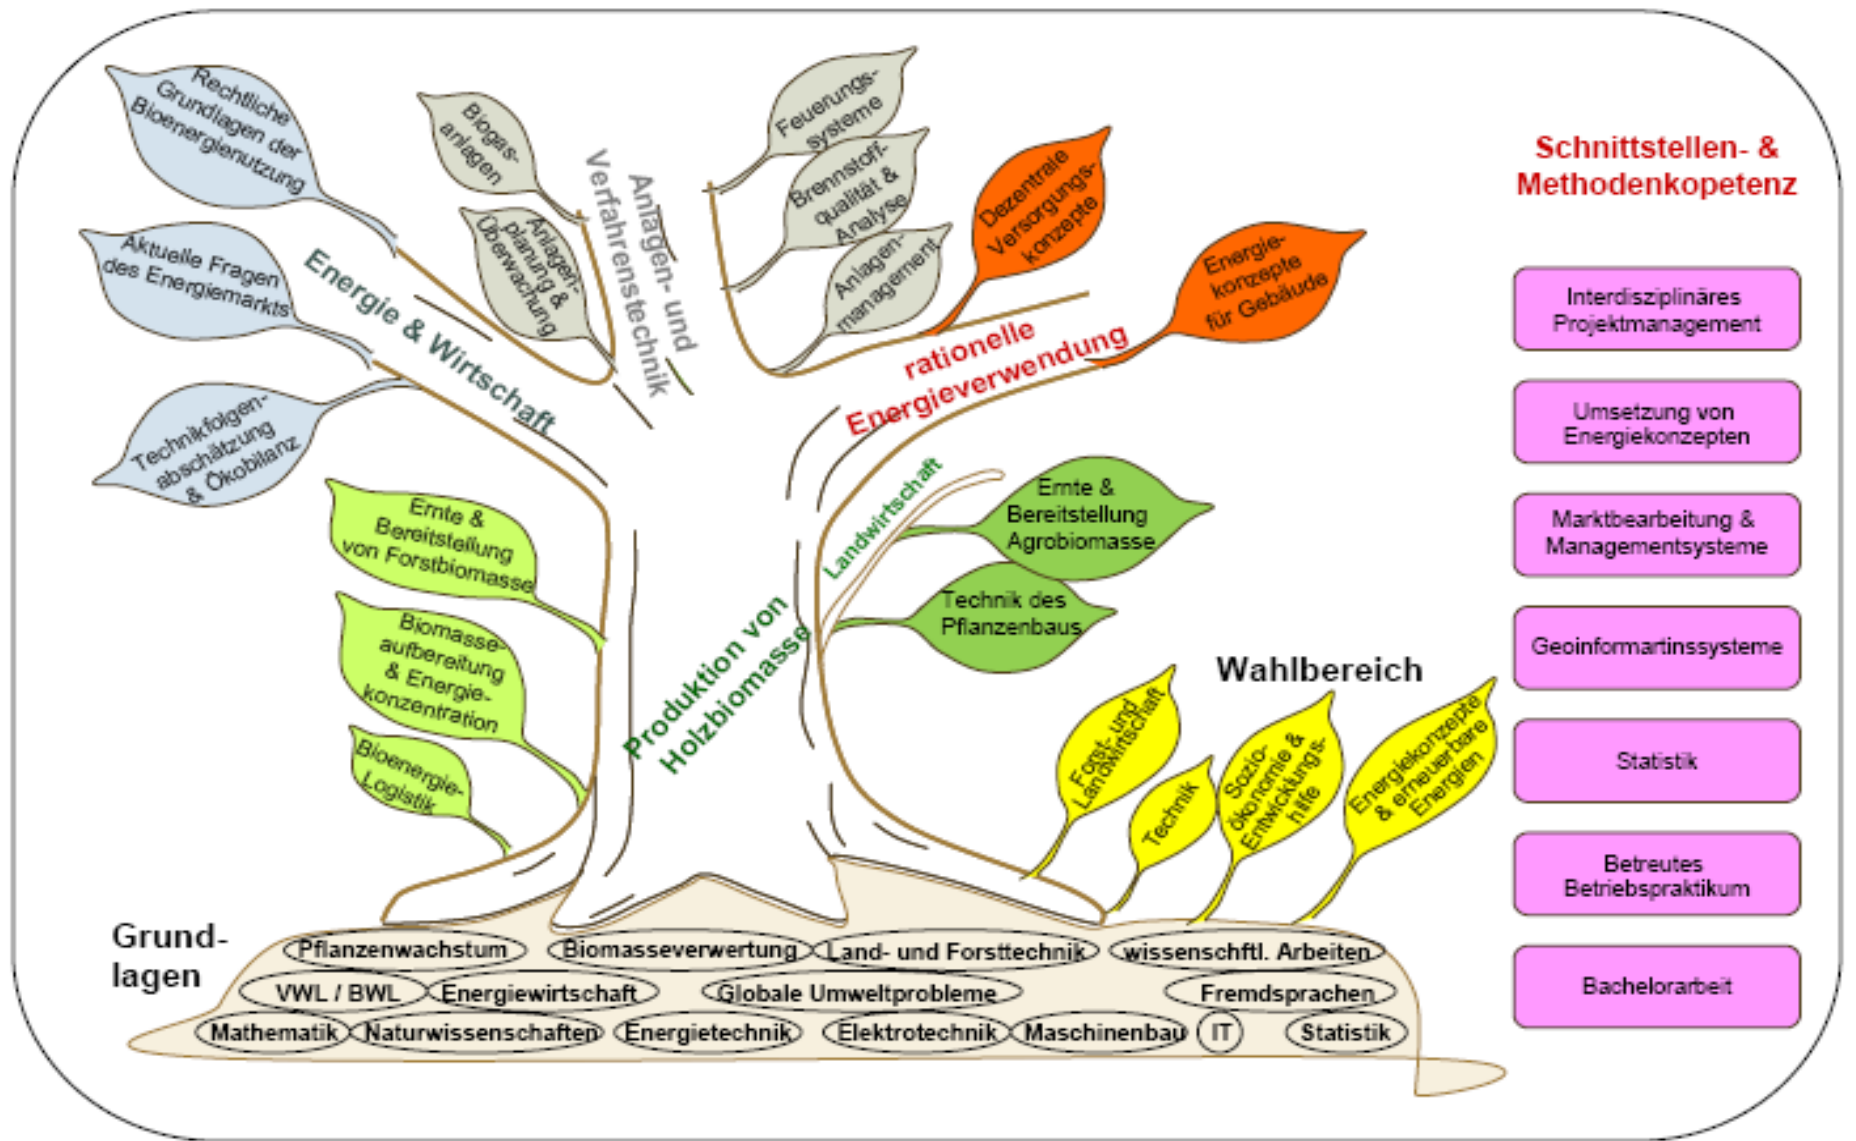 Rechtliche
Grundlagen der
Bioenergienutzung
Aktuelle Fragen
des Energiemarkts
Technikfolgen-
abschätzung
& Ökobilanz
Energie & Wirtschaft
Biogas-
anlagen
Anlagen-
planung &
Überwachung
Anlagen- und
Verfahrenstechnik
Feuerungs-
systeme
Brennstoff-
qualität &
Analyse
Anlagen-
management
Dezentrale
Versorgungs-
konzepte
Energie-
konzepte
für Gebäude
rationelle
Energieverwendung
Ernte &
Bereitstellung
von Forstbiomasse
Biomasse-
aufbereitung
& Energie-
konzentration
Bioenergie-
Logistik
Produktion von
Holzbiomasse
Landwirtschaft
Ernte &
Bereitstellung
Agrobiomasse
Technik des
Pflanzenbaus
Wahlbereich
Forst- und
Landwirtschaft
Technik
Sozio-
ökonomie &
Entwicklungs-
hilfe
Energiekonzepte
& erneuerbare
Energien
Grund-
lagen
Pflanzenwachstum
Biomasseverwertung
Land- und Forsttechnik
wissenschftl. Arbeiten
VWL / BWL
Energiewirtschaft
Globale Umweltprobleme
Fremdsprachen
Mathematik
Naturwissenschaften
Energietechnik
Elektrotechnik
Maschinenbau
IT
Statistik
Schnittstellen- &
Methodenkopetenz
Interdisziplinäres
Projektmanagement
Umsetzung von
Energiekonzepten
Marktbearbeitung &
Managementsysteme
Geoinformartinssysteme
Statistik
Betreutes
Betriebspraktikum
Bachelorarbeit